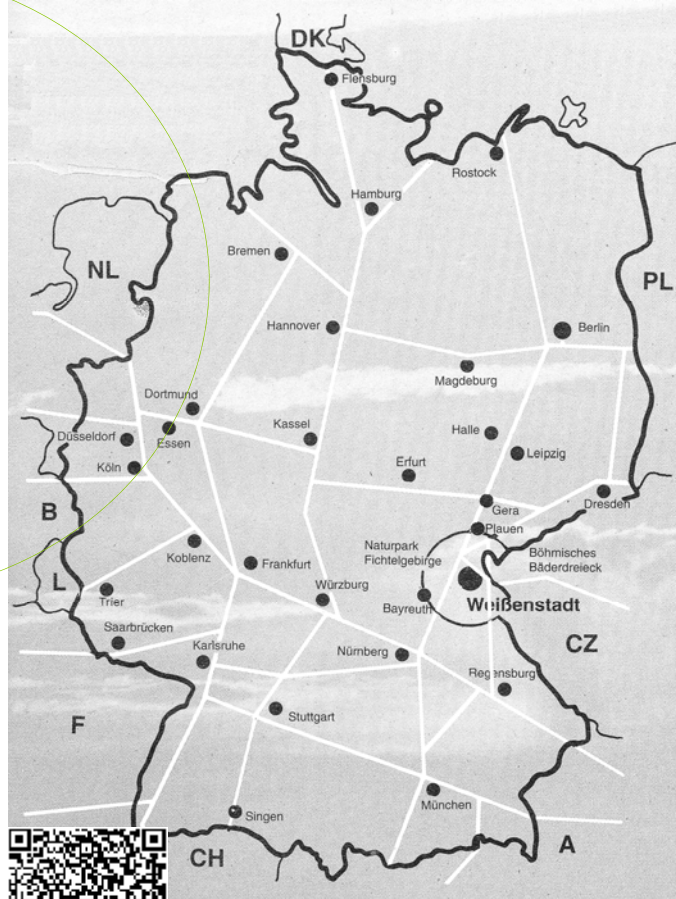 DK
Flensburg
Rostock
Hamburg
Bremen
NL
PL
Hannover
Berlin
Magdeburg
Dortmund
Kassel
Halle
Düsseldorf
Essen
Leipzig
Köln
Erfurt
Dresden
Gera
B
Plauen
Naturpark
Fichtelgebirge
Böhmisches
Bäderdreieck
Koblenz
Frankfurt
L
Würzburg
Trier
Bayreuth
Weißenstadt
Saarbrücken
CZ
Karlsruhe
Nürnberg
Regensburg
F
Stuttgart
München
Singen
A
CH